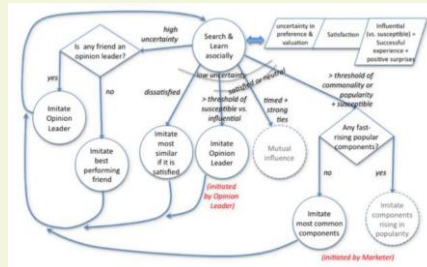 high
uncertainty
Is any friend an
opinion leader?
Search &
Learn
asocially
uncertainty in
preference &
valuation
Satisfaction
Influential
(vs. susceptible) =
Successful
experience +
positive surprises
yes
no
Imitate
Opinion
Leader
Imitate
best
performing
friend
dissatisfied
low uncertainty
satisfied or neutral
> threshold of
susceptible vs.
influential
timed +
strong
ties
> threshold of
commonality or
popularity
+ susceptible
Imitate
most
similar
if it is
satisfied
Imitate
Opinion
Leader
(initiated
by Opinion
Leader)
Mutual
influence
Any fast-
rising popular
components?
no
yes
Imitate
most common
components
Imitate
components
rising in
popularity
(initiated by Marketer)